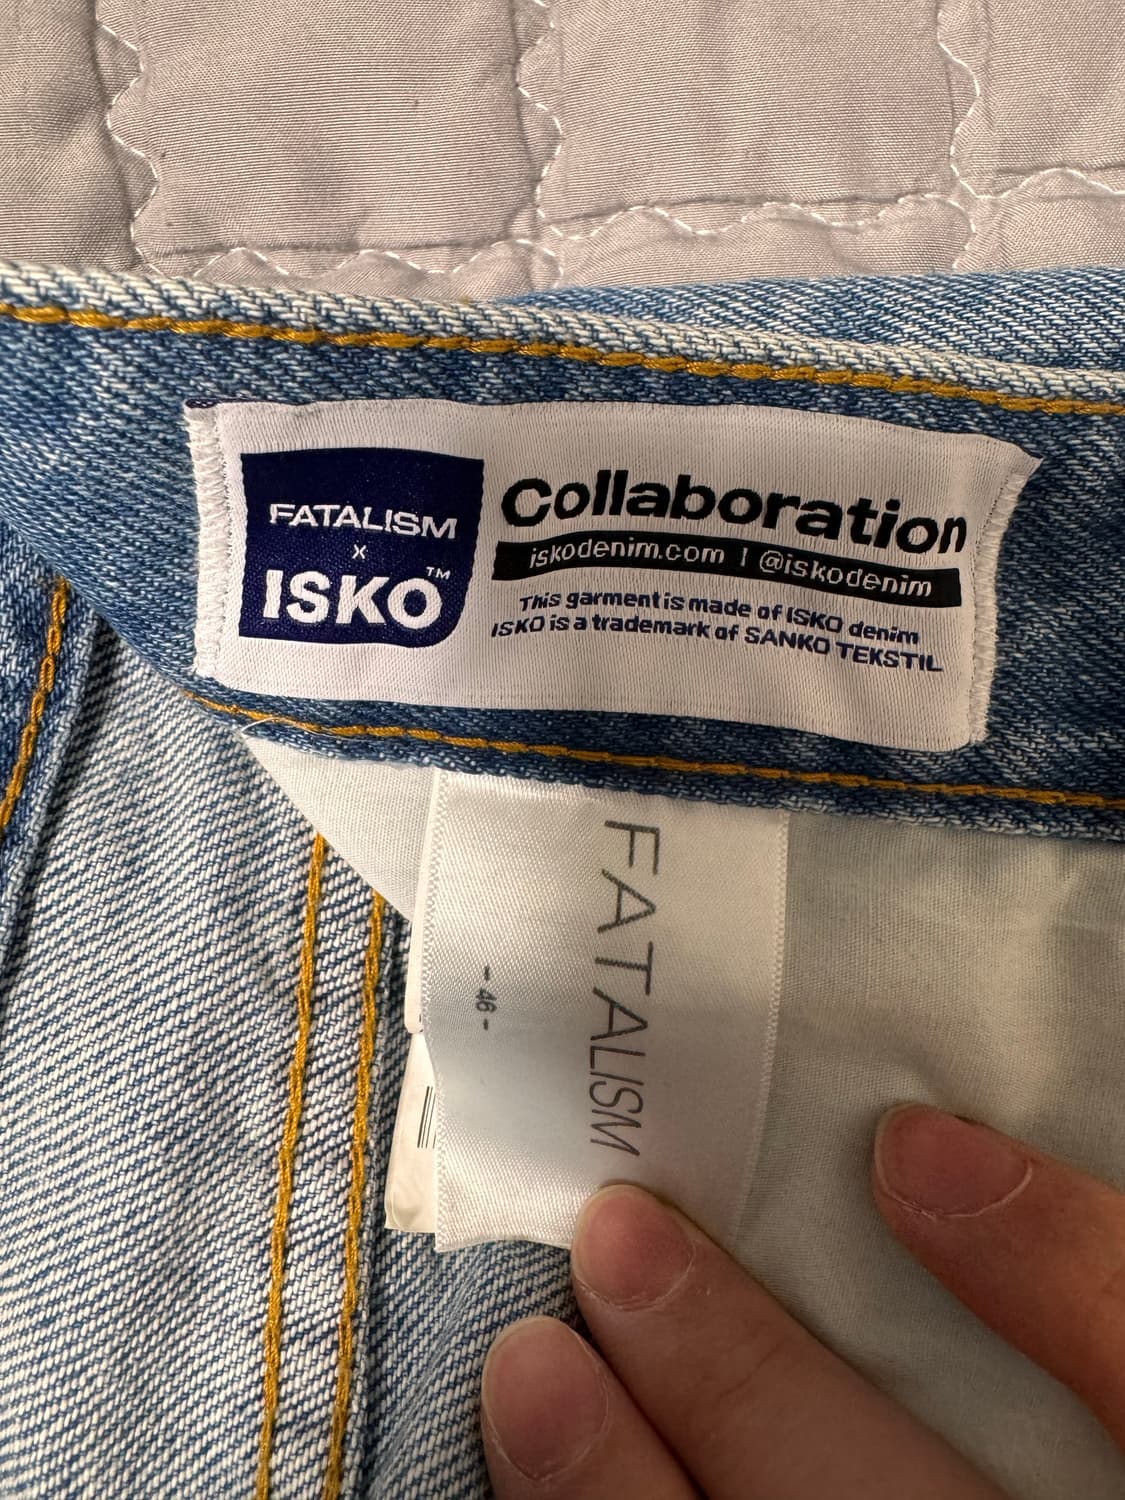 FATALISM
x
ISKO™
Collaboration
iskodenim.com | @iskodenim
This garment is made of ISKO denim
ISKO is a trademark of SANKO TEKSTIL
FATALISM
- 46 -